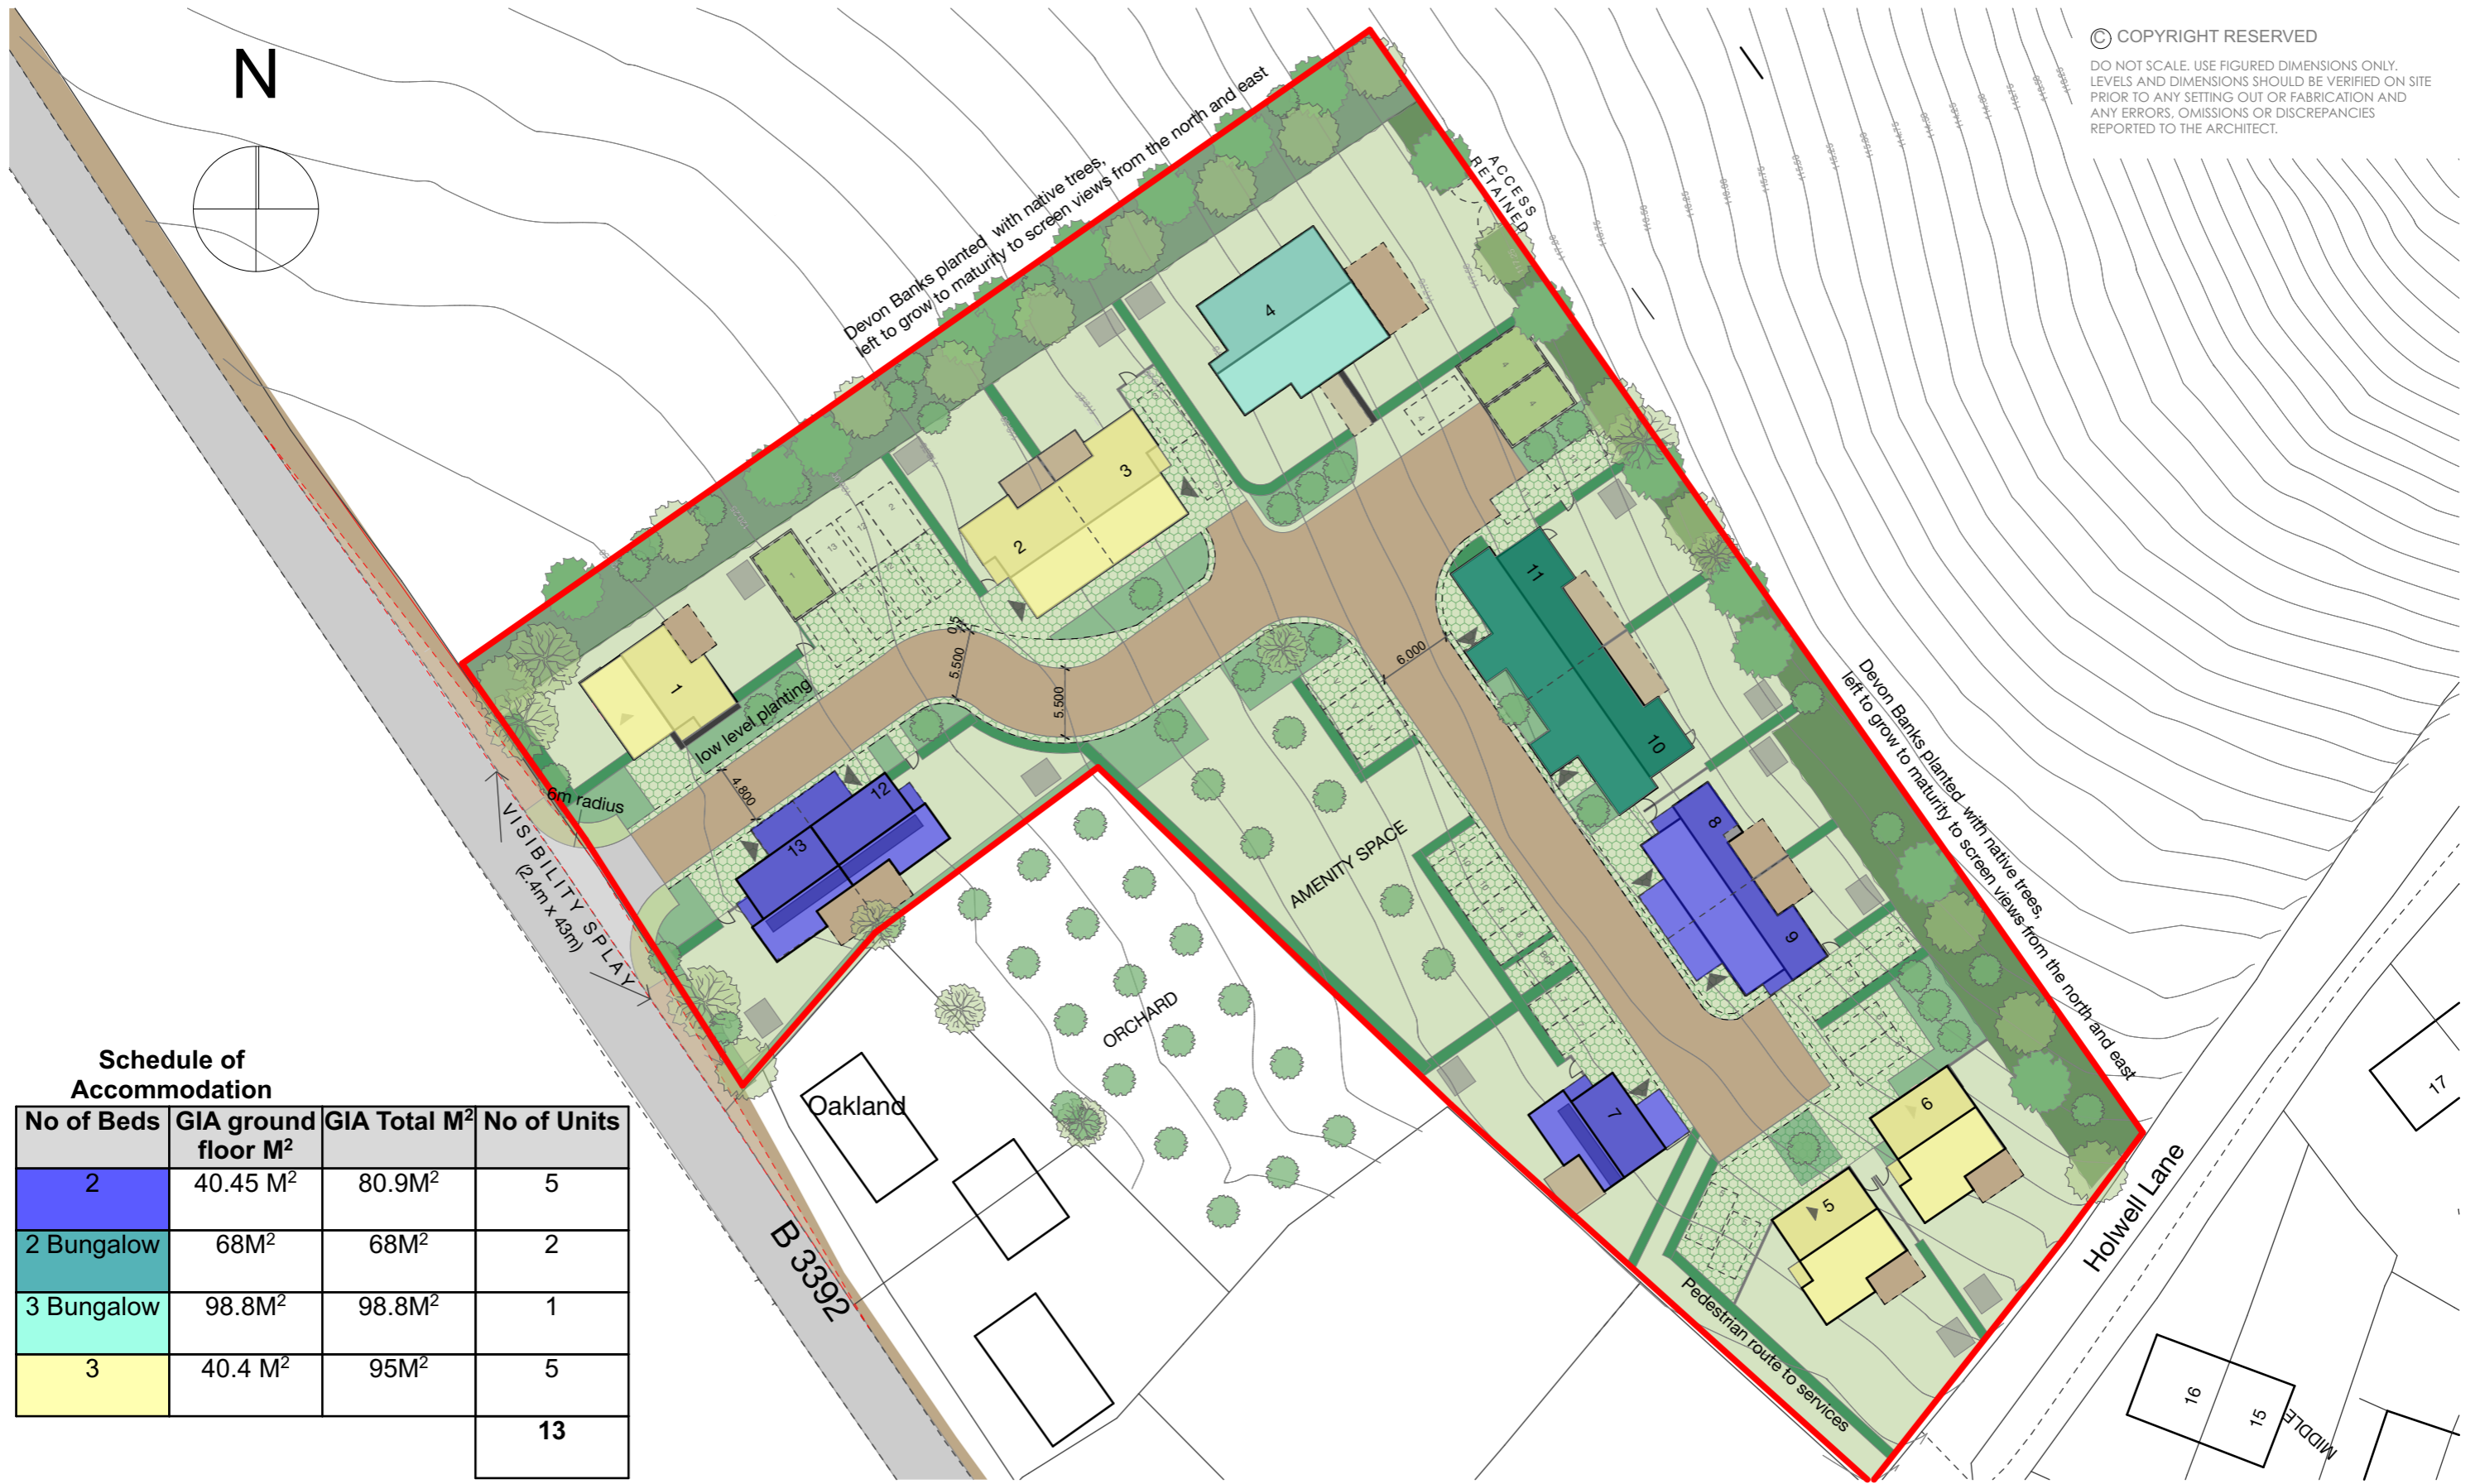 N
© COPYRIGHT RESERVED
DO NOT SCALE. USE FIGURED DIMENSIONS ONLY.
LEVELS AND DIMENSIONS SHOULD BE VERIFIED ON SITE
PRIOR TO ANY SETTING OUT OR FABRICATION AND
ANY ERRORS, OMISSIONS OR DISCREPANCIES
REPORTED TO THE ARCHITECT.
Devon Banks planted with native trees,
left to grow to maturity to screen views from the north and east
ACCESS
RETAINED
4
3
2
1
11
10
8
9
12
13
7
6
5
0.5
5.500
5.500
6.000
4.800
low level planting
6m radius
VISIBILITY SPLAY
(2.4m x 43m)
AMENITY SPACE
ORCHARD
Oakland
B 3392
Devon Banks planted with native trees,
left to grow to maturity to screen views from the north and east
Pedestrian route to services
Holwell Lane
17
16
15
MIDDLE
Schedule of
Accommodation
No of Beds GIA ground floor M² GIA Total M² No of Units
2 40.45 M² 80.9M² 5
2 Bungalow 68M² 68M² 2
3 Bungalow 98.8M² 98.8M² 1
3 40.4 M² 95M² 5
13